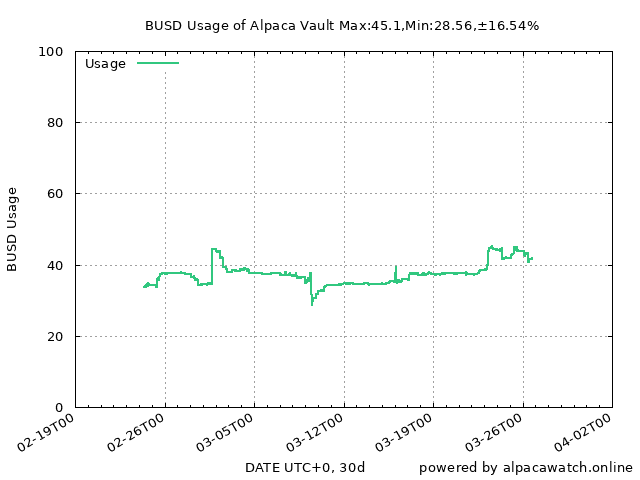 BUSD Usage of Alpaca Vault Max:45.1,Min:28.56,±16.54%
Usage
100
80
60
40
20
0
BUSD Usage
02-19T00
02-26T00
03-05T00
03-12T00
03-19T00
03-26T00
04-02T00
DATE UTC+0, 30d
powered by alpacawatch.online